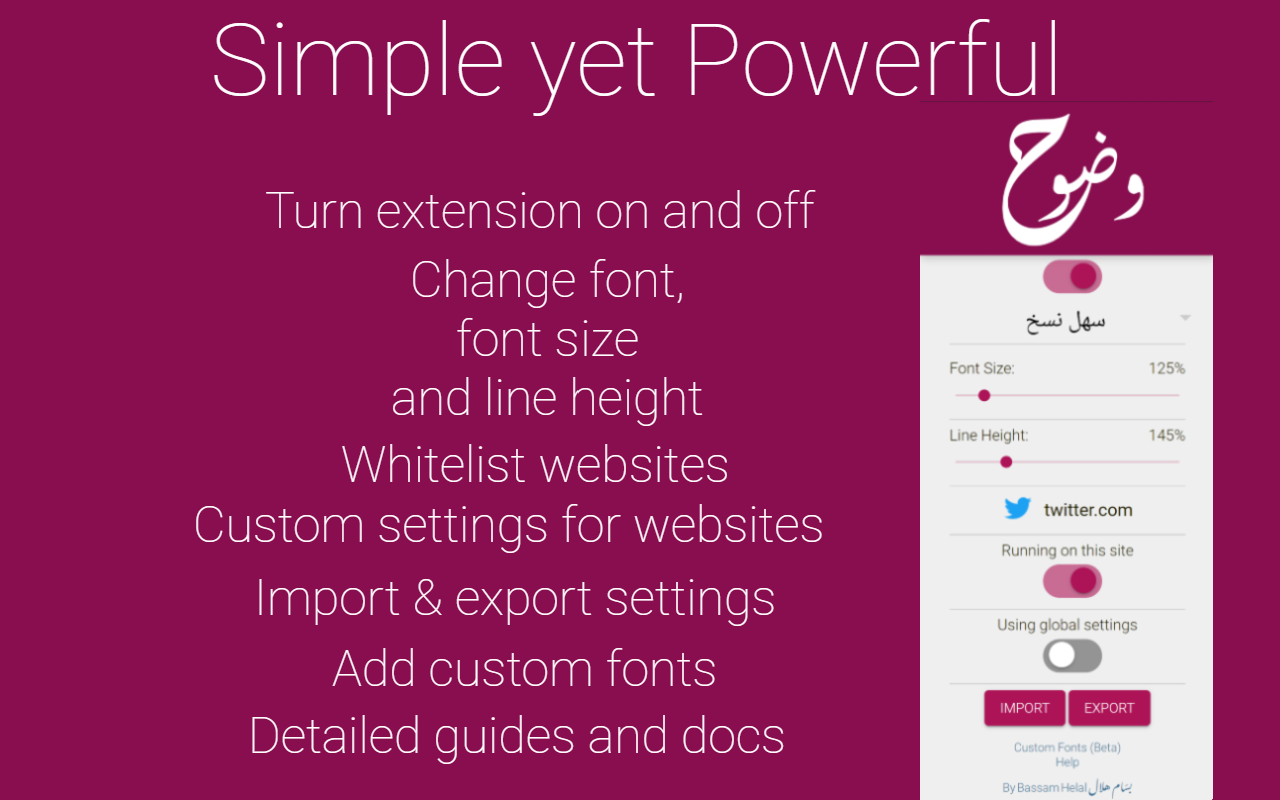 Simple yet Powerful
Turn extension on and off
Change font,
font size
and line height
Whitelist websites
Custom settings for websites
Import & export settings
Add custom fonts
Detailed guides and docs
وضوح
سهل نسخ
Font Size: 125%
Line Height: 145%
twitter.com
Running on this site
Using global settings
IMPORT EXPORT
Custom Fonts (Beta)
Help
By Bassam Helal بسام هلال